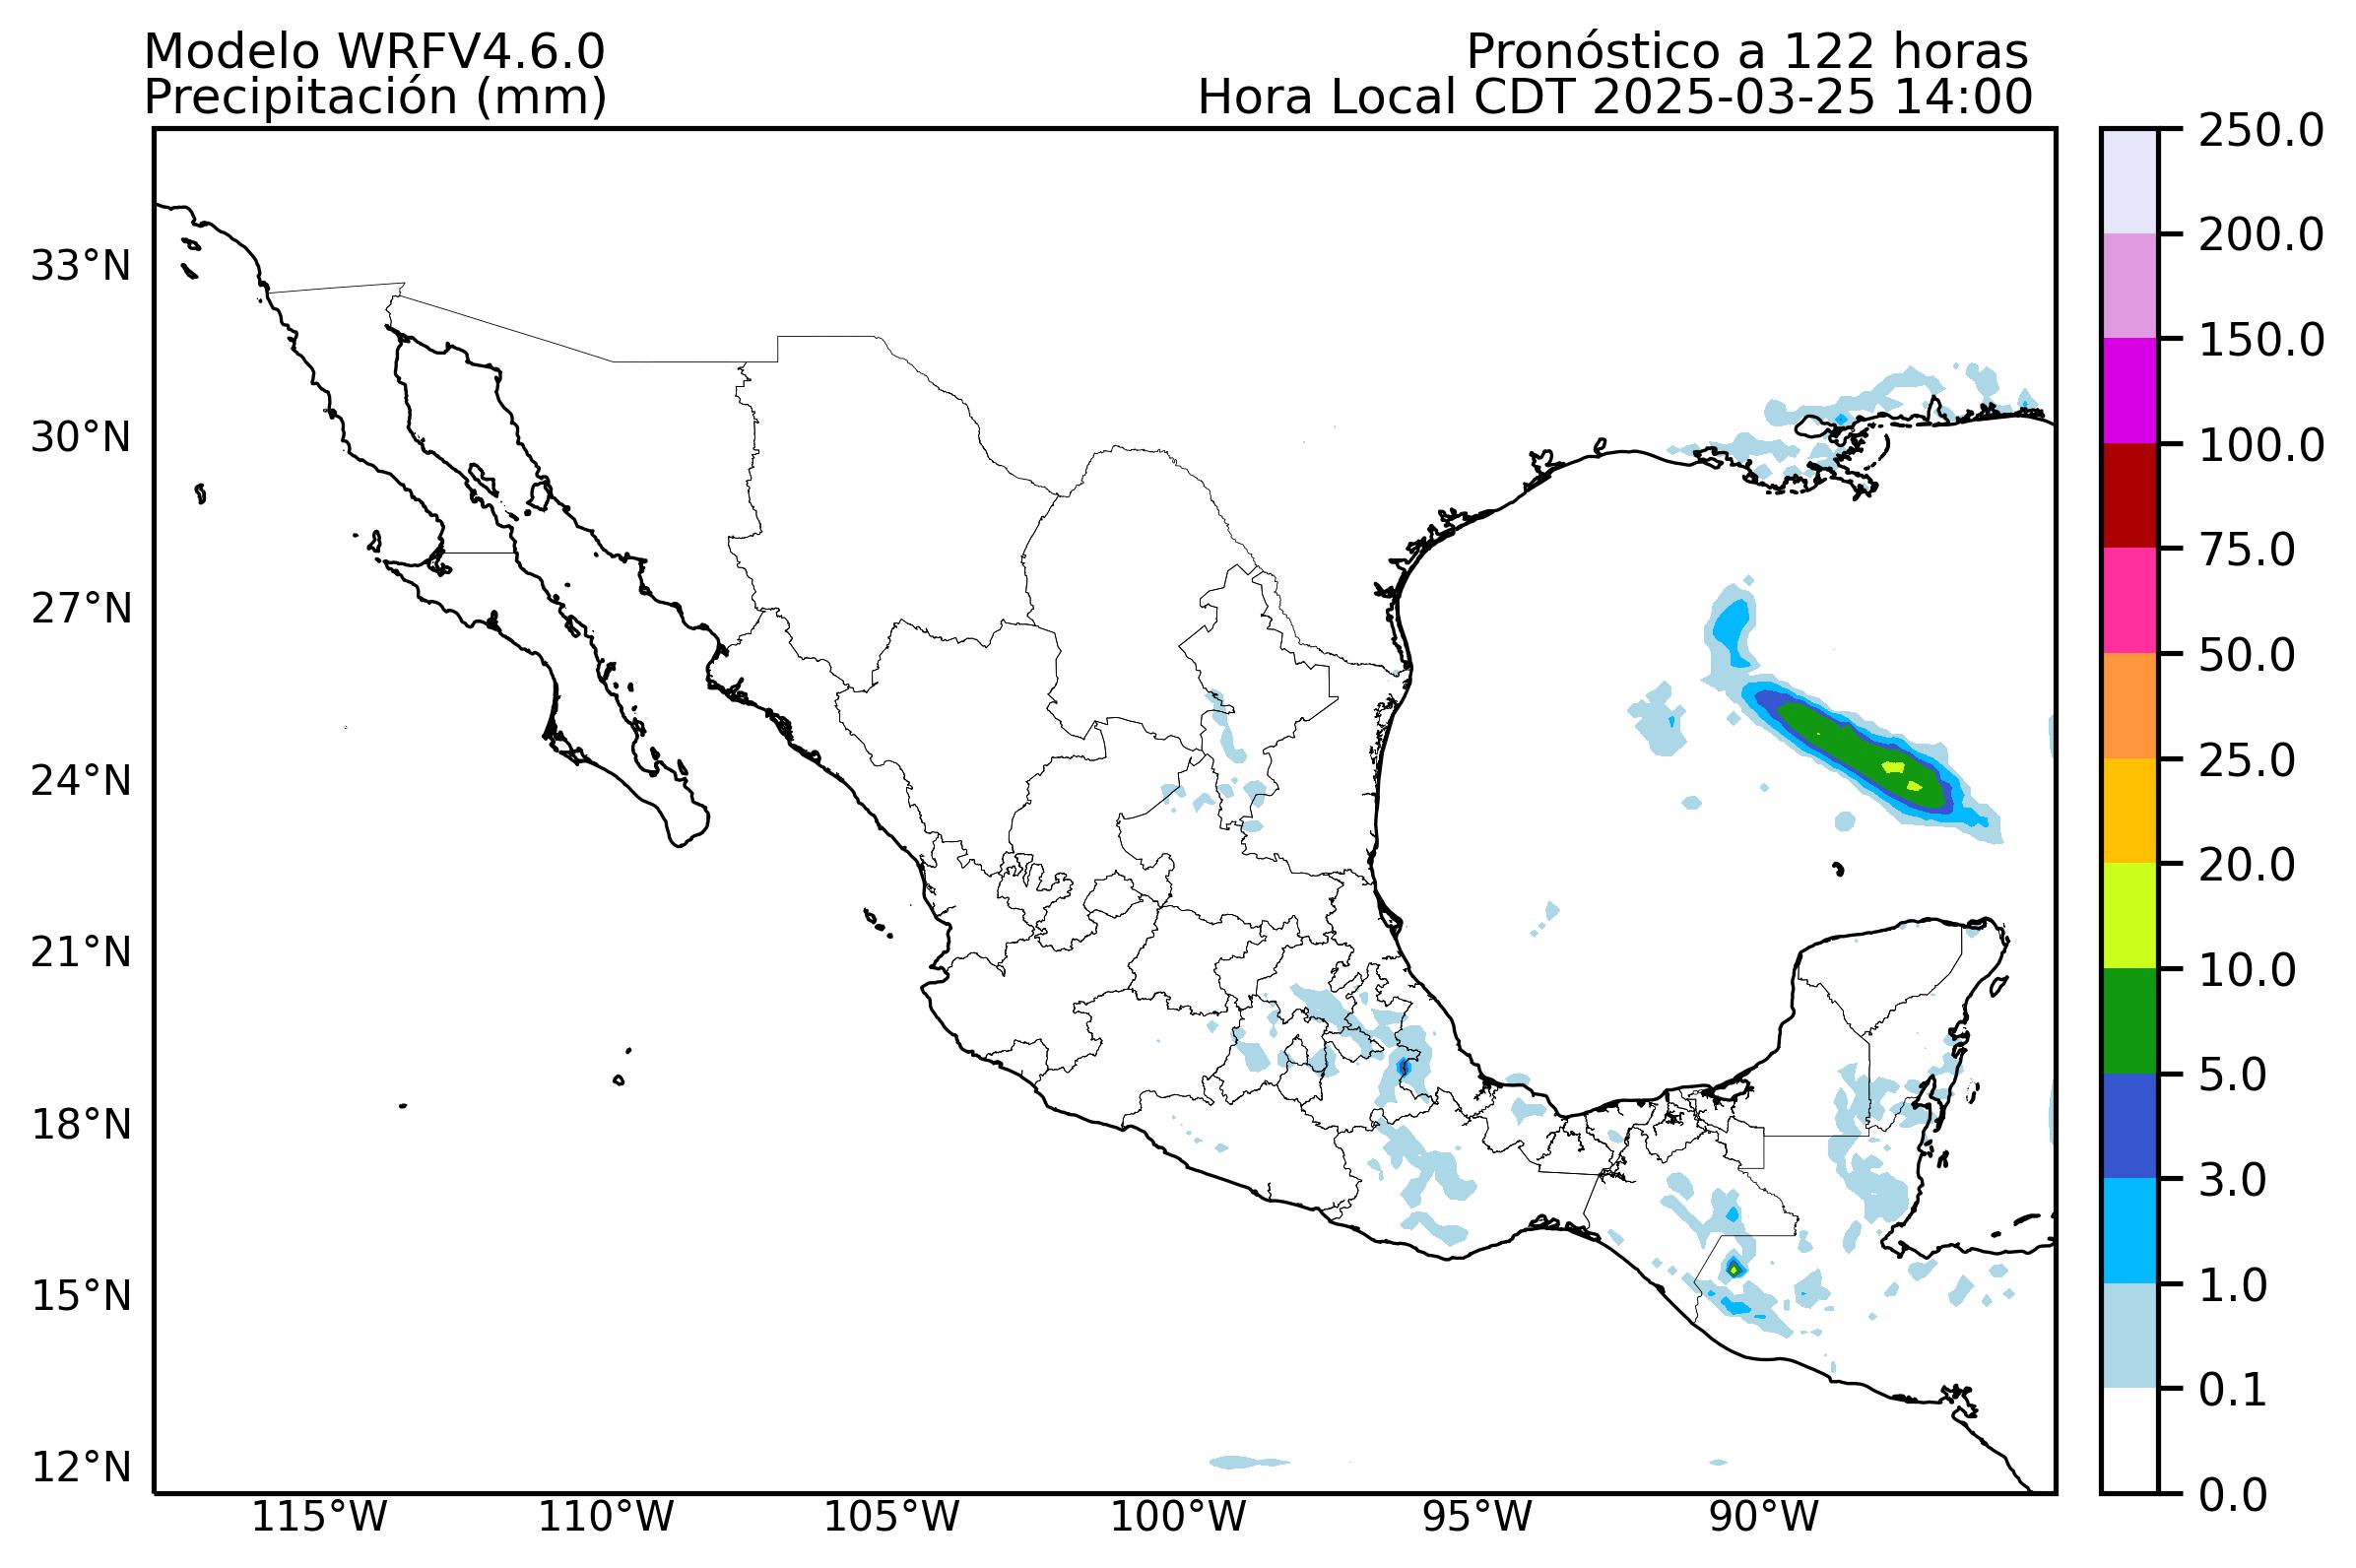 Modelo WRFV4.6.0
Precipitación (mm)
Pronóstico a 122 horas
Hora Local CDT 2025-03-25 14:00
33°N
30°N
27°N
24°N
21°N
18°N
15°N
12°N
115°W
110°W
105°W
100°W
95°W
90°W
250.0
200.0
150.0
100.0
75.0
50.0
25.0
20.0
10.0
5.0
3.0
1.0
0.1
0.0